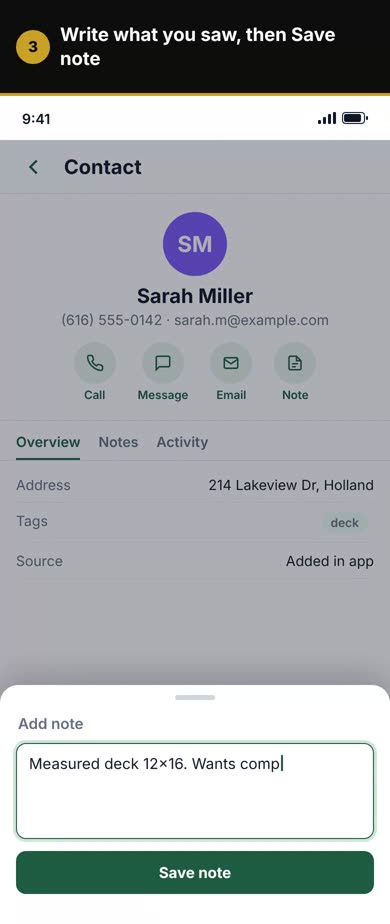 3
Write what you saw, then Save
note
9:41
Contact
SM
Sarah Miller
(616) 555-0142 · sarah.m@example.com
Call Message Email Note
Overview Notes Activity
Address 214 Lakeview Dr, Holland
Tags deck
Source Added in app
Add note
Measured deck 12×16. Wants comp
Save note